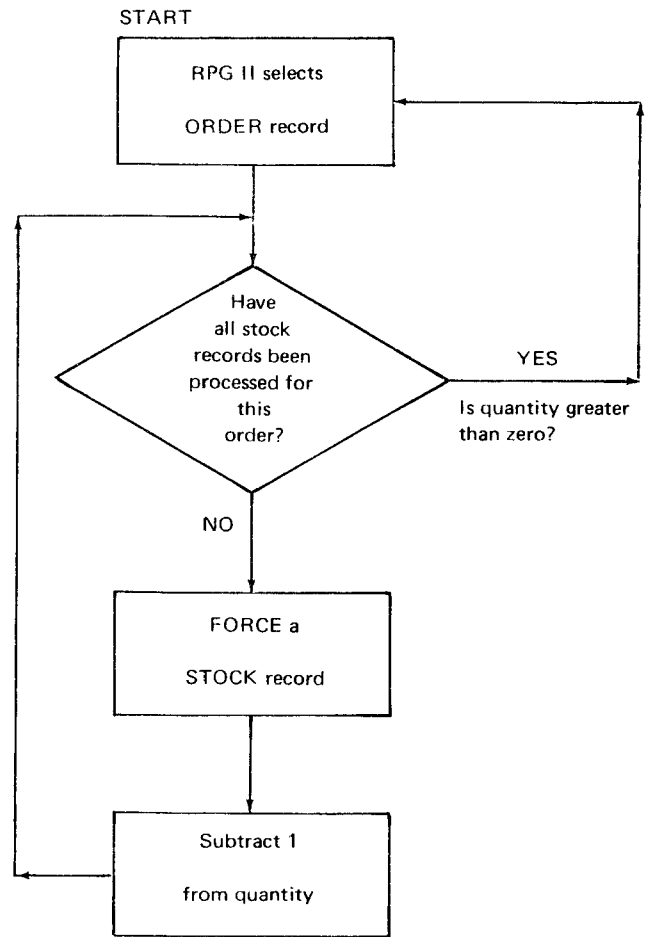 START
RPG II selects
ORDER record
Have
all stock
records been
processed for
this
order?
YES
Is quantity greater
than zero?
NO
FORCE a
STOCK record
Subtract 1
from quantity